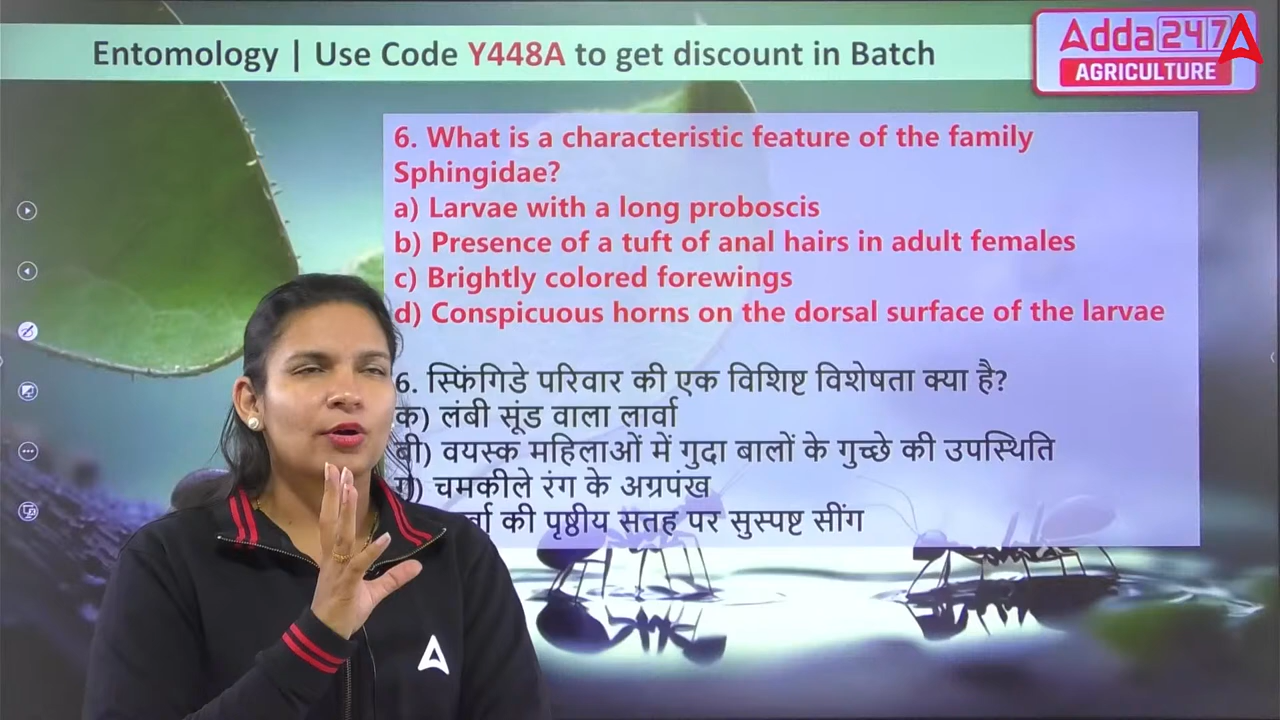 Entomology | Use Code Y448A to get discount in Batch
Adda 247
AGRICULTURE
6. What is a characteristic feature of the family
Sphingidae?
a) Larvae with a long proboscis
b) Presence of a tuft of anal hairs in adult females
c) Brightly colored forewings
d) Conspicuous horns on the dorsal surface of the larvae
6. स्फिंगिडे परिवार की एक विशिष्ट विशेषता क्या है?
क) लंबी सूंड वाला लार्वा
बी) वयस्क महिलाओं में गुदा बालों के गुच्छे की उपस्थिति
ग) चमकीले रंग के अग्रपंख
की पृष्ठीय सतह पर सुस्पष्ट सींग